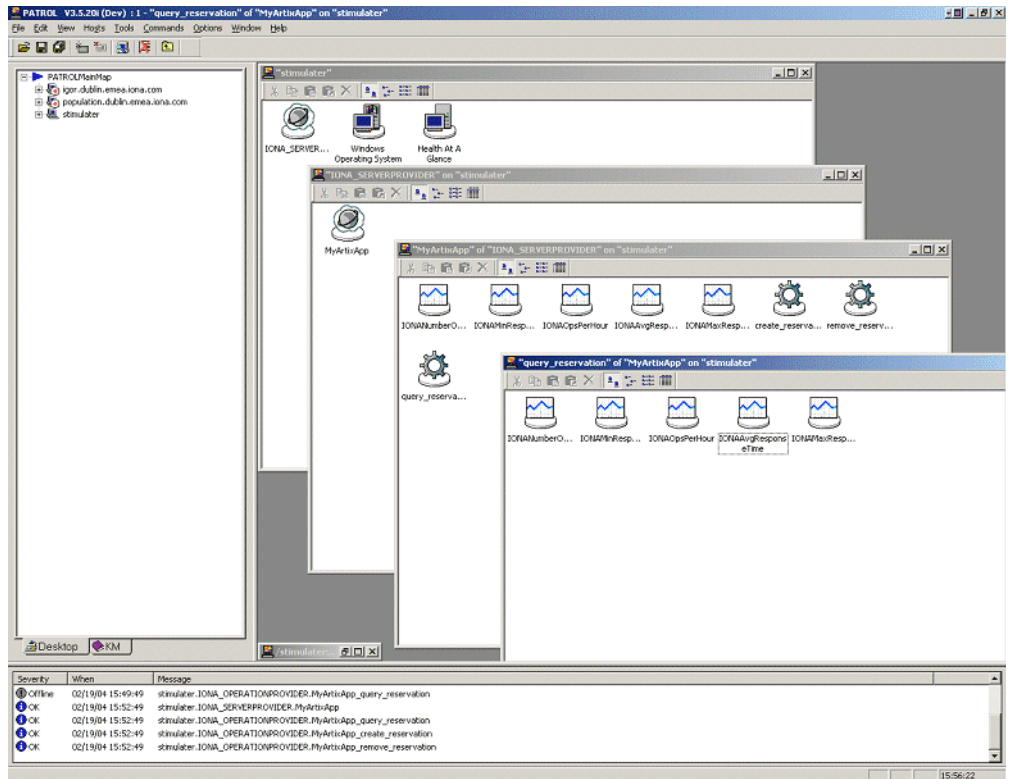 PATROL V3.5.20i (Dev) : 1 - "query_reservation" of "MyArtixApp" on "stimulater"
File Edit View Hosts Tools Commands Options Window Help
PATROLMainMap
igor.dublin.emea.iona.com
population.dublin.emea.iona.com
stimulater
"stimulater"
IONA_SERVER... Windows Operating System Health At A Glance
"IONA_SERVERPROVIDER" on "stimulater"
MyArtixApp
"MyArtixApp" of "IONA_SERVERPROVIDER" on "stimulater"
IONANumberO... IONAMinResp... IONAOpsPerHour IONAAvgResp... IONAMaxResp... create_reserva... remove_reserv...
query_reserva...
"query_reservation" of "MyArtixApp" on "stimulater"
IONANumberO... IONAMinResp... IONAOpsPerHour IONAAvgResponseTime IONAMaxResp...
Desktop KM
/stimulater:...
Severity When Message
Offline 02/19/04 15:49:49 stimulater.IONA_OPERATIONPROVIDER.MyArtixApp_query_reservation
OK 02/19/04 15:52:49 stimulater.IONA_SERVERPROVIDER.MyArtixApp
OK 02/19/04 15:52:49 stimulater.IONA_OPERATIONPROVIDER.MyArtixApp_query_reservation
OK 02/19/04 15:52:49 stimulater.IONA_OPERATIONPROVIDER.MyArtixApp_create_reservation
OK 02/19/04 15:52:49 stimulater.IONA_OPERATIONPROVIDER.MyArtixApp_remove_reservation
15:56:22